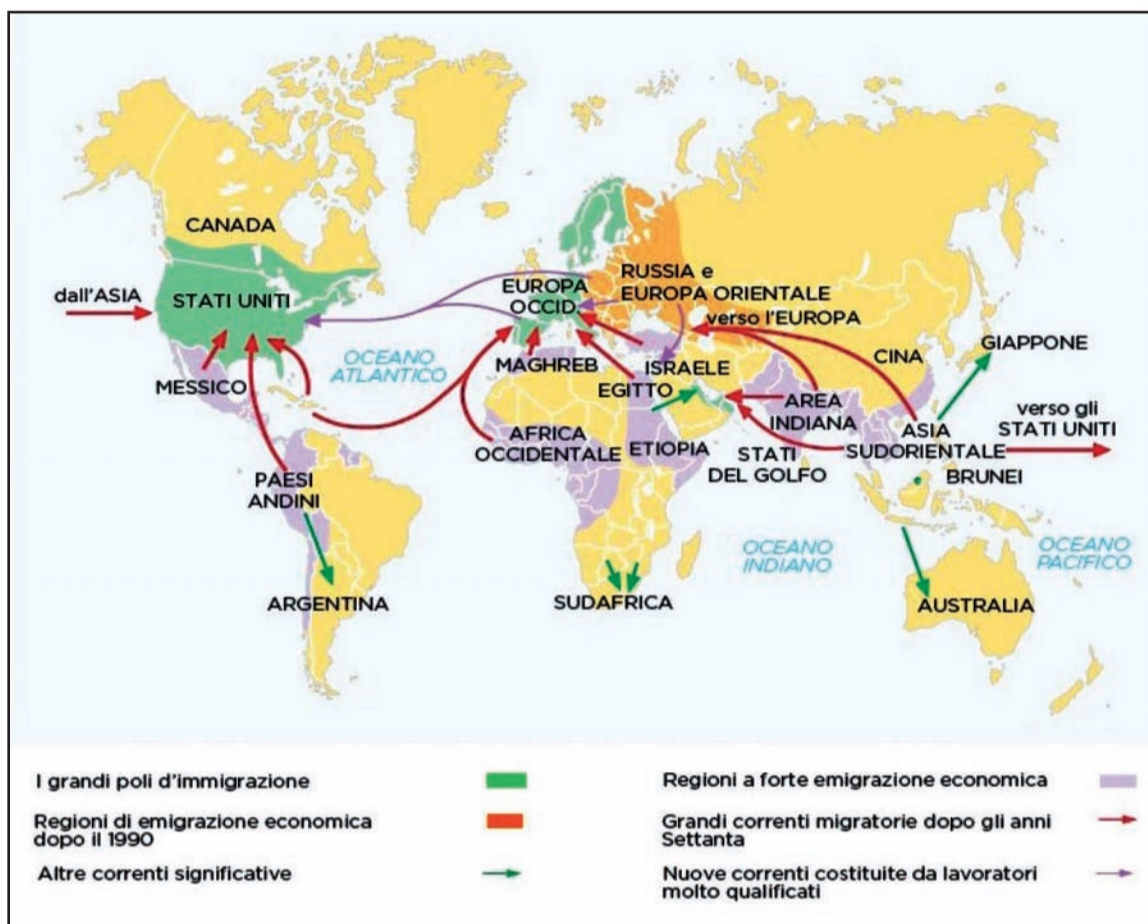 CANADA
dall'ASIA
STATI UNITI
MESSICO
OCEANO
ATLANTICO
PAESI
ANDINI
ARGENTINA
EUROPA
OCCID.
RUSSIA e
EUROPA ORIENTALE
verso l'EUROPA
MAGHREB
ISRAELE
EGITTO
AFRICA
OCCIDENTALE
ETIOPIA
STATI
DEL GOLFO
AREA
INDIANA
CINA
GIAPPONE
ASIA
SUDORIENTALE
verso gli
STATI UNITI
BRUNEI
OCEANO
INDIANO
OCEANO
PACIFICO
SUDAFRICA
AUSTRALIA
I grandi poli d'immigrazione
Regioni di emigrazione economica
dopo il 1990
Altre correnti significative
Regioni a forte emigrazione economica
Grandi correnti migratorie dopo gli anni
Settanta
Nuove correnti costituite da lavoratori
molto qualificati